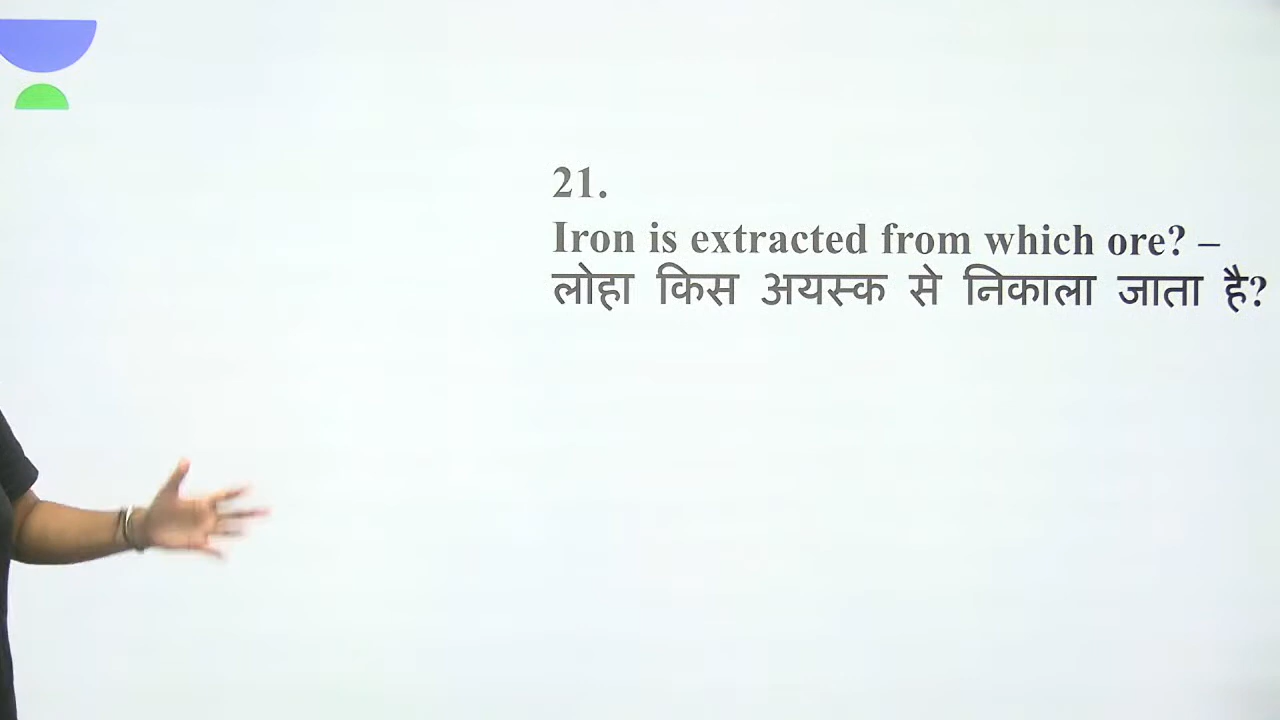 21.
Iron is extracted from which ore? –
लोहा किस अयस्क से निकाला जाता है?